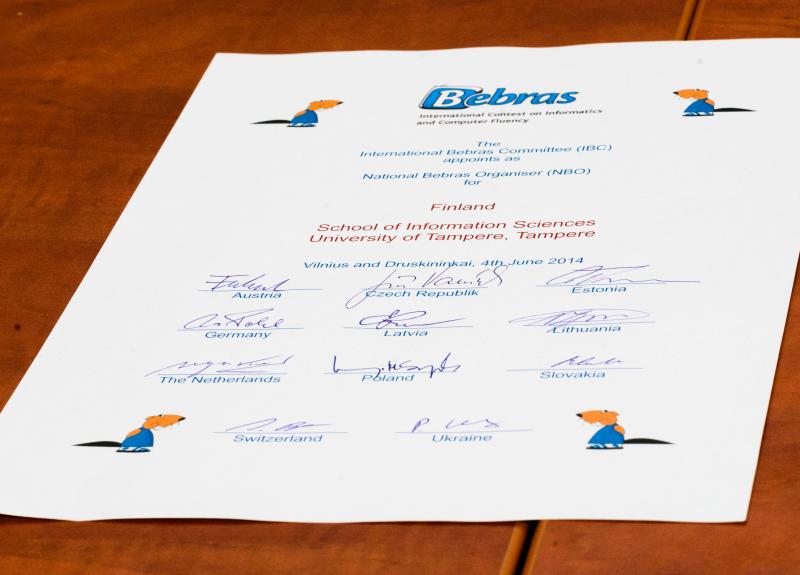 Bebras
International Contest on Informatics
and Computer Fluency
The
International Bebras Committee (IBC)
appoints as
National Bebras Organiser (NBO)
for
Finland
School of Information Sciences
University of Tampere, Tampere
Vilnius and Druskininkai, 4th June 2014
Austria Czech Republik Estonia
Germany Latvia Lithuania
The Netherlands Poland Slovakia
Switzerland Ukraine